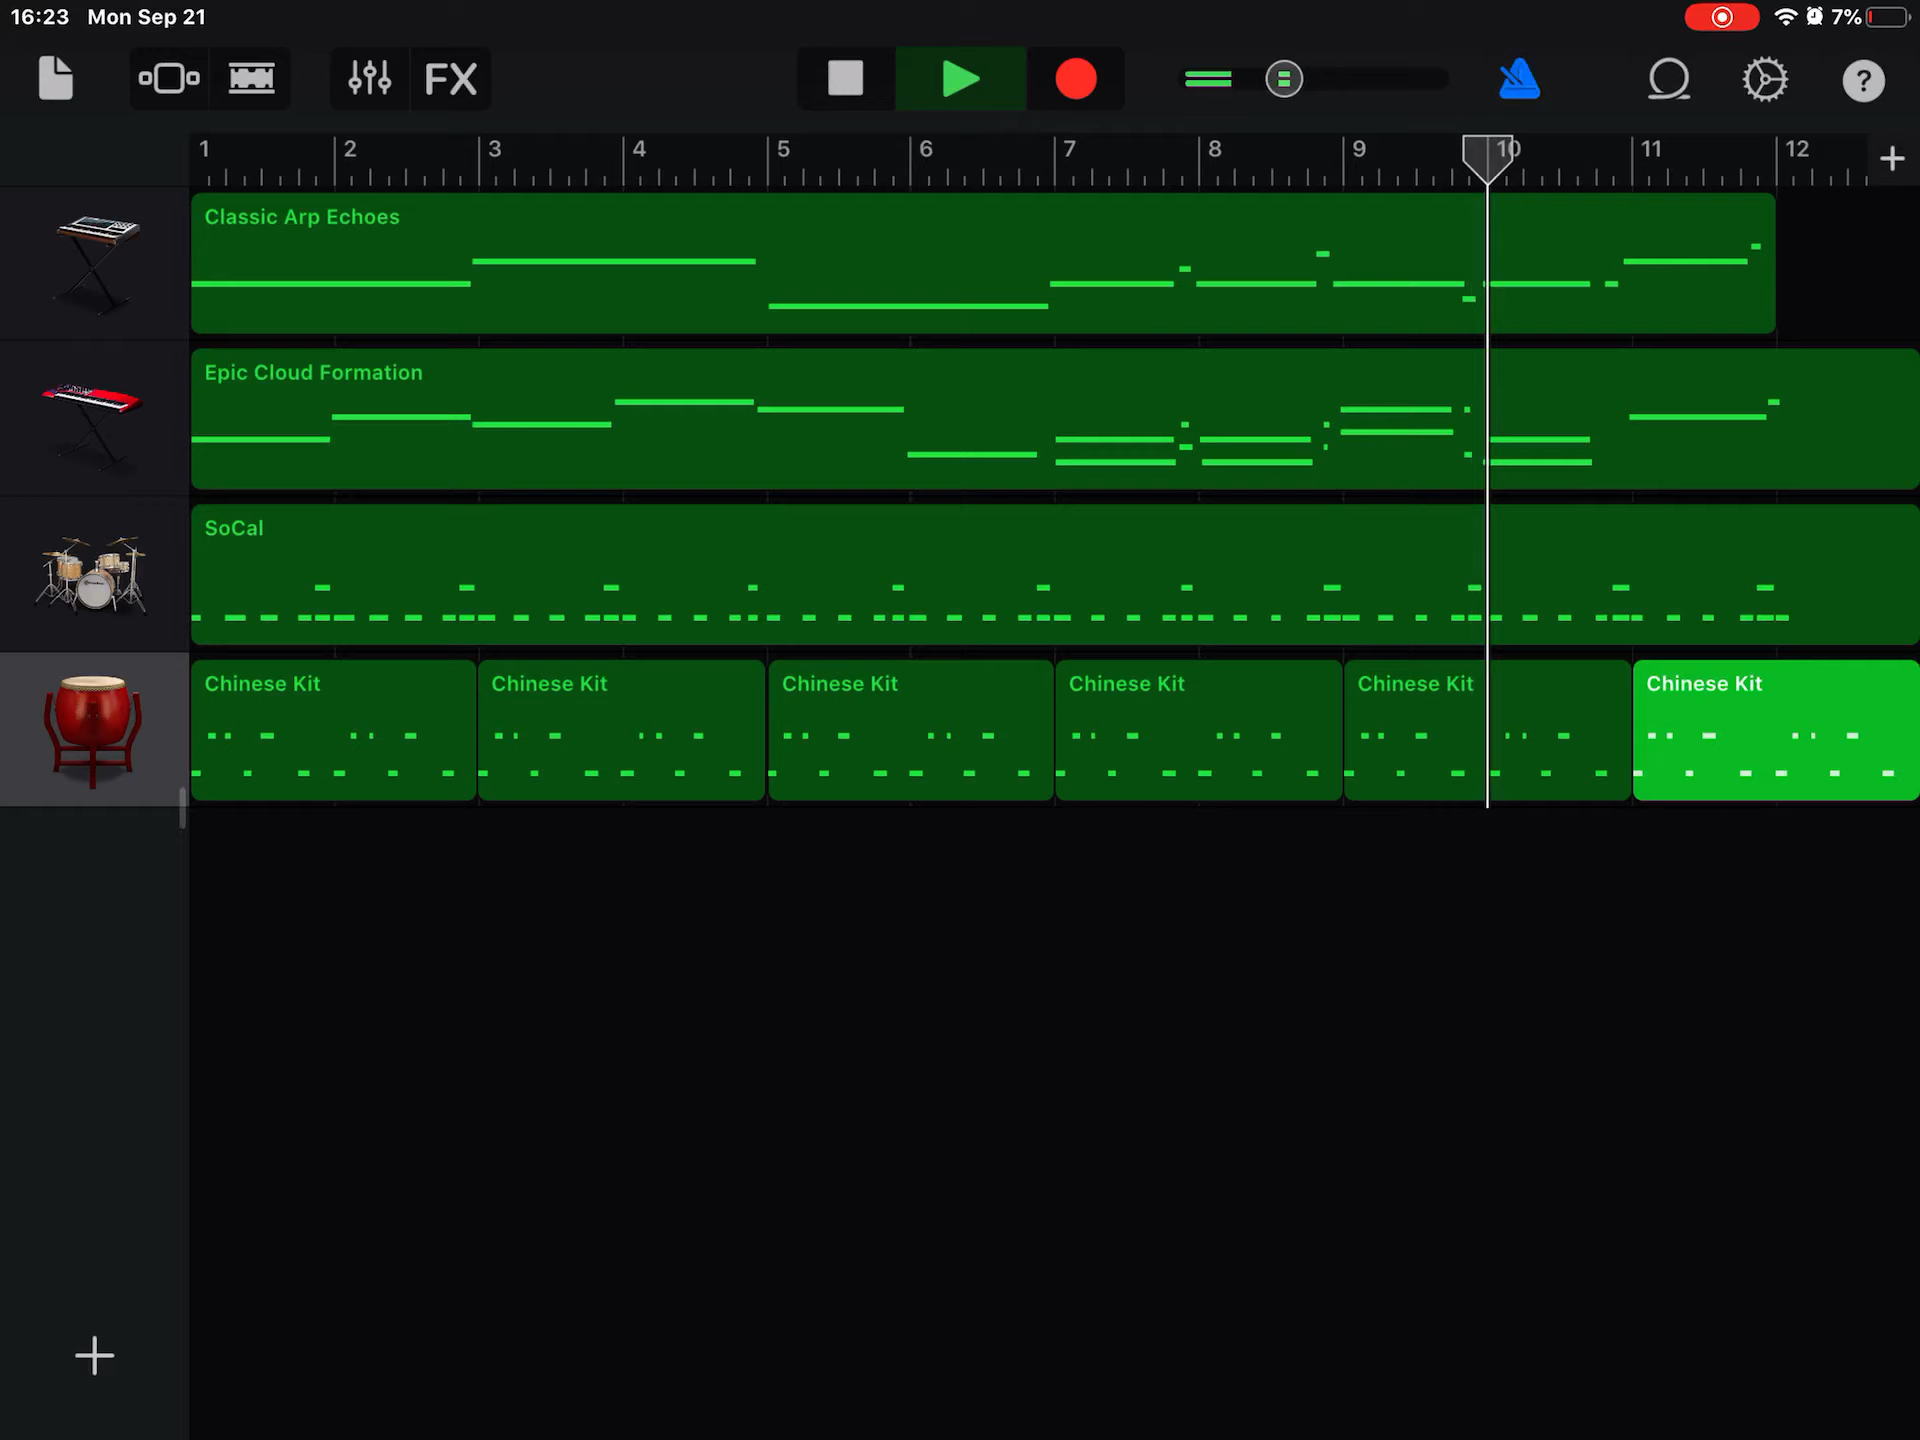 16:23 Mon Sep 21
7%
FX
?
1 2 3 4 5 6 7 8 9 10 11 12
Classic Arp Echoes
Epic Cloud Formation
SoCal
Chinese Kit Chinese Kit Chinese Kit Chinese Kit Chinese Kit Chinese Kit